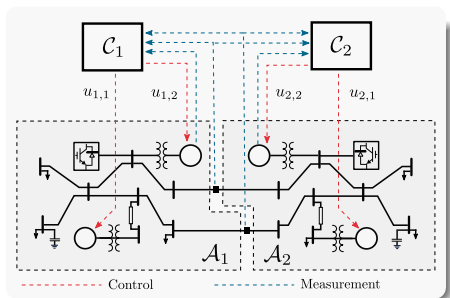 𝒞₁ 𝒞₂
u₁,₁ u₁,₂ u₂,₂ u₂,₁
𝒜₁ 𝒜₂
Control Measurement